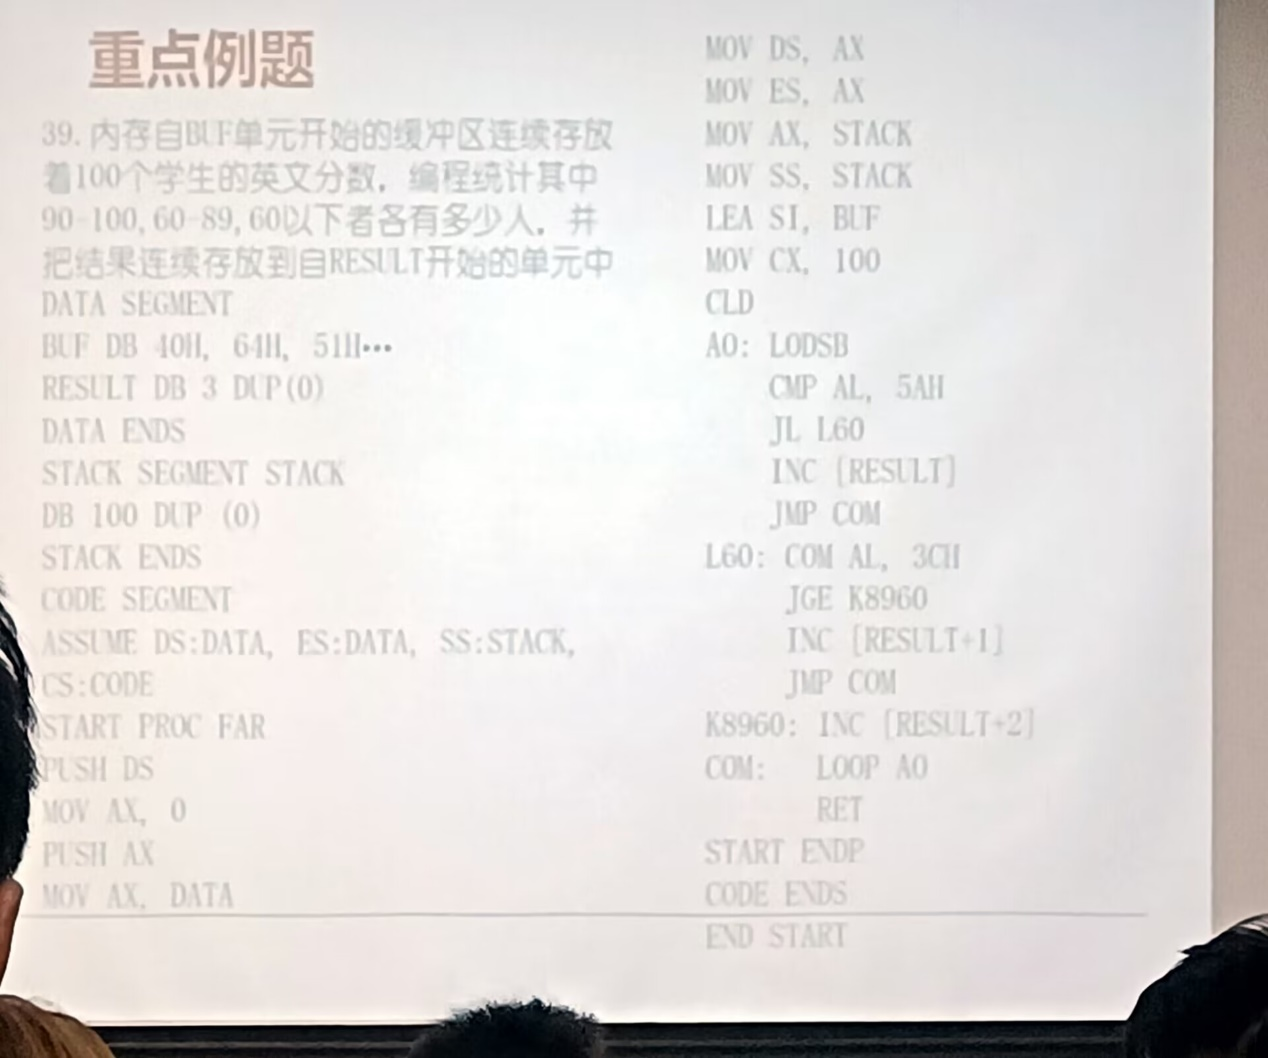 重点例题
39. 内存自BUF单元开始的缓冲区连续存放
着100个学生的英文分数，编程统计其中
90-100,60-89,60以下者各有多少人，并
把结果连续存放到自RESULT开始的单元中
DATA SEGMENT
BUF DB 40H, 64H, 51H…
RESULT DB 3 DUP(0)
DATA ENDS
STACK SEGMENT STACK
DB 100 DUP (0)
STACK ENDS
CODE SEGMENT
ASSUME DS:DATA, ES:DATA, SS:STACK,
CS:CODE
START PROC FAR
PUSH DS
MOV AX, 0
PUSH AX
MOV AX, DATA
MOV DS, AX
MOV ES, AX
MOV AX, STACK
MOV SS, STACK
LEA SI, BUF
MOV CX, 100
CLD
A0: LODSB
CMP AL, 5AH
JL L60
INC [RESULT]
JMP COM
L60: COM AL, 3CH
JGE K8960
INC [RESULT+1]
JMP COM
K8960: INC [RESULT+2]
COM: LOOP A0
RET
START ENDP
CODE ENDS
END START